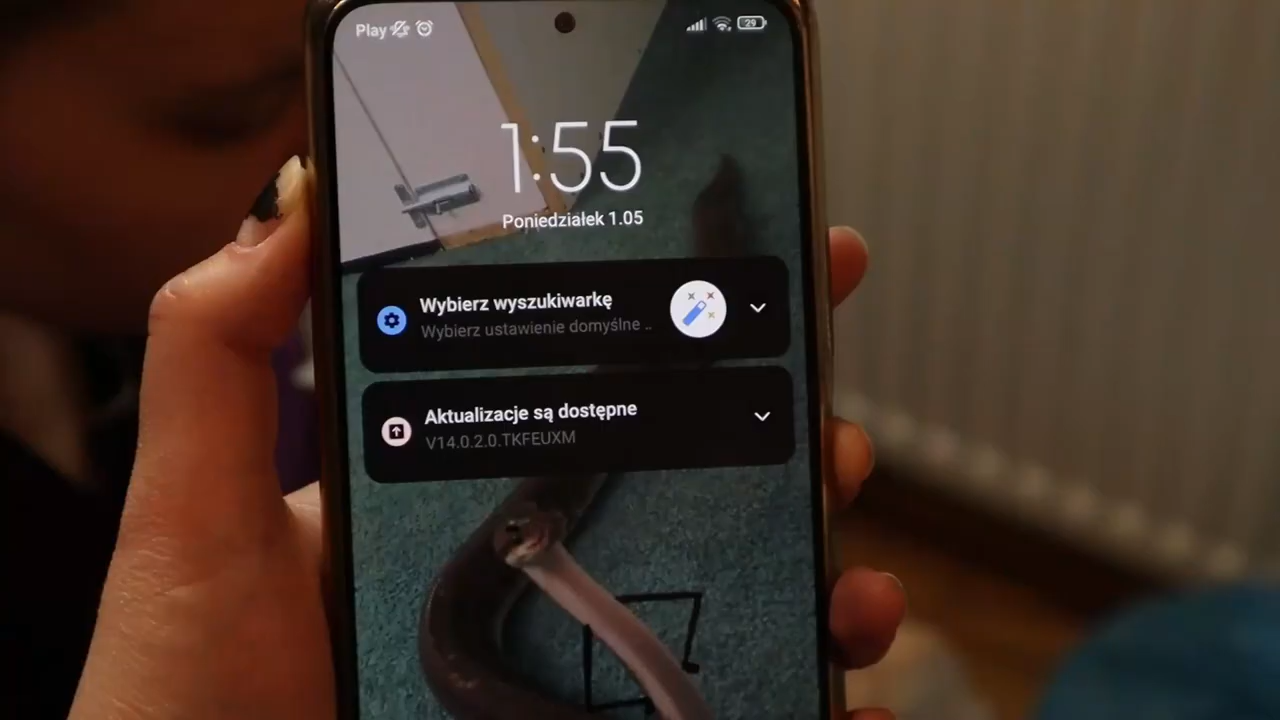 Play 29
1:55
Poniedziałek 1.05
Wybierz wyszukiwarkę
Wybierz ustawienie domyślne ..
Aktualizacje są dostępne
V14.0.2.0.TKFEUXM